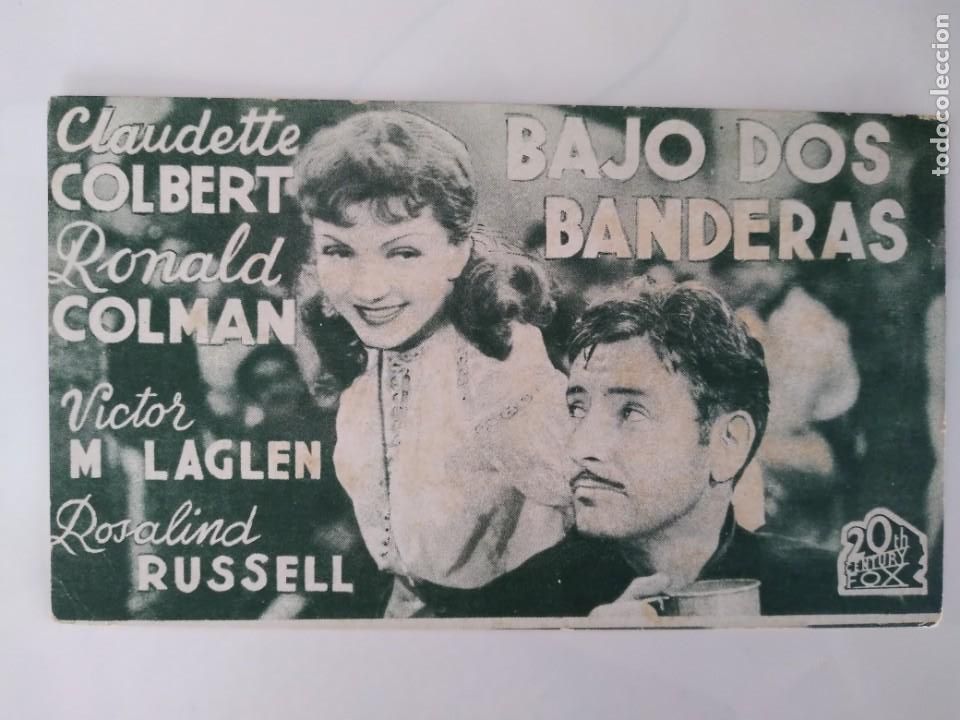 Claudette
COLBERT
Ronald
COLMAN
Victor
M LAGLEN
Rosalind
RUSSELL
BAJO DOS
BANDERAS
20th
CENTURY
FOX
todocoleccion